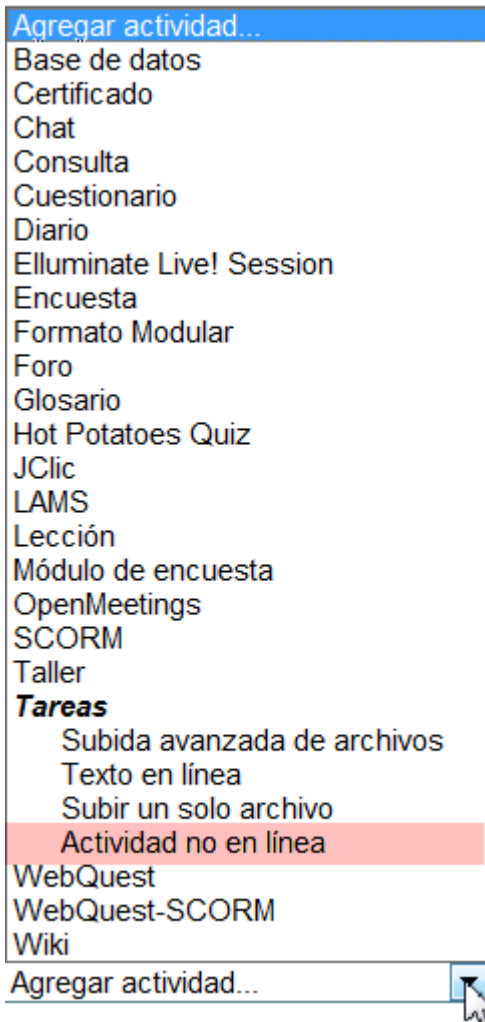 Agregar actividad...
Base de datos
Certificado
Chat
Consulta
Cuestionario
Diario
Elluminate Live! Session
Encuesta
Formato Modular
Foro
Glosario
Hot Potatoes Quiz
JClic
LAMS
Lección
Módulo de encuesta
OpenMeetings
SCORM
Taller
Tareas
Subida avanzada de archivos
Texto en línea
Subir un solo archivo
Actividad no en línea
WebQuest
WebQuest-SCORM
Wiki
Agregar actividad...